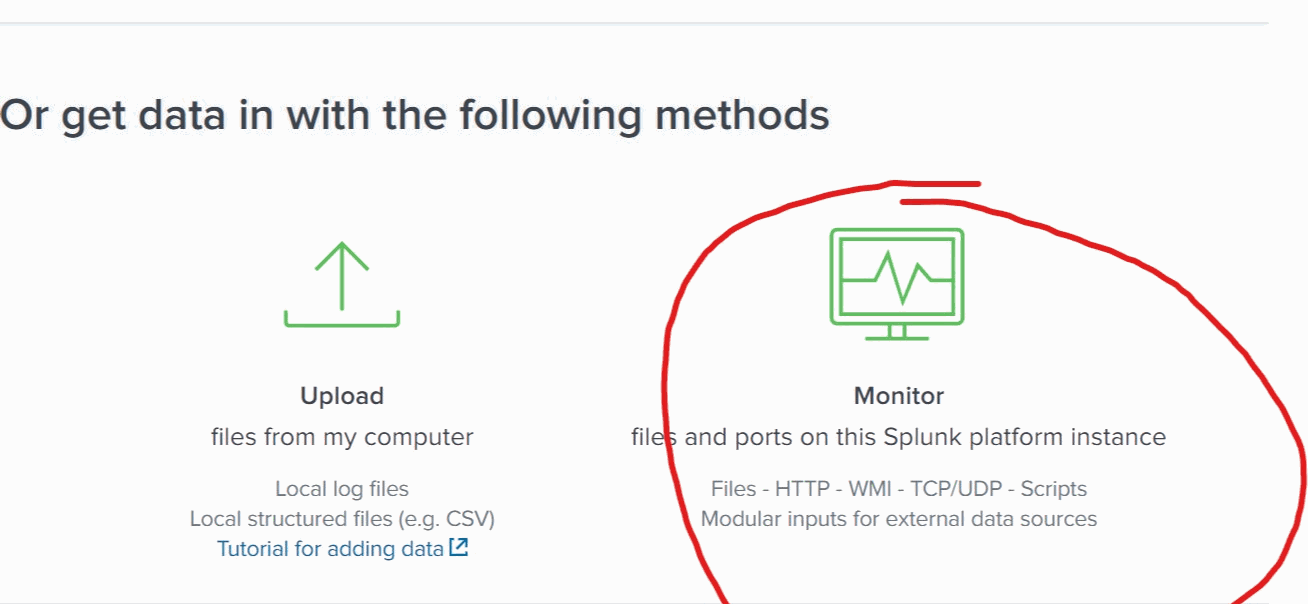 Or get data in with the following methods
Upload
files from my computer
Local log files
Local structured files (e.g. CSV)
Tutorial for adding data
Monitor
files and ports on this Splunk platform instance
Files - HTTP - WMI - TCP/UDP - Scripts
Modular inputs for external data sources